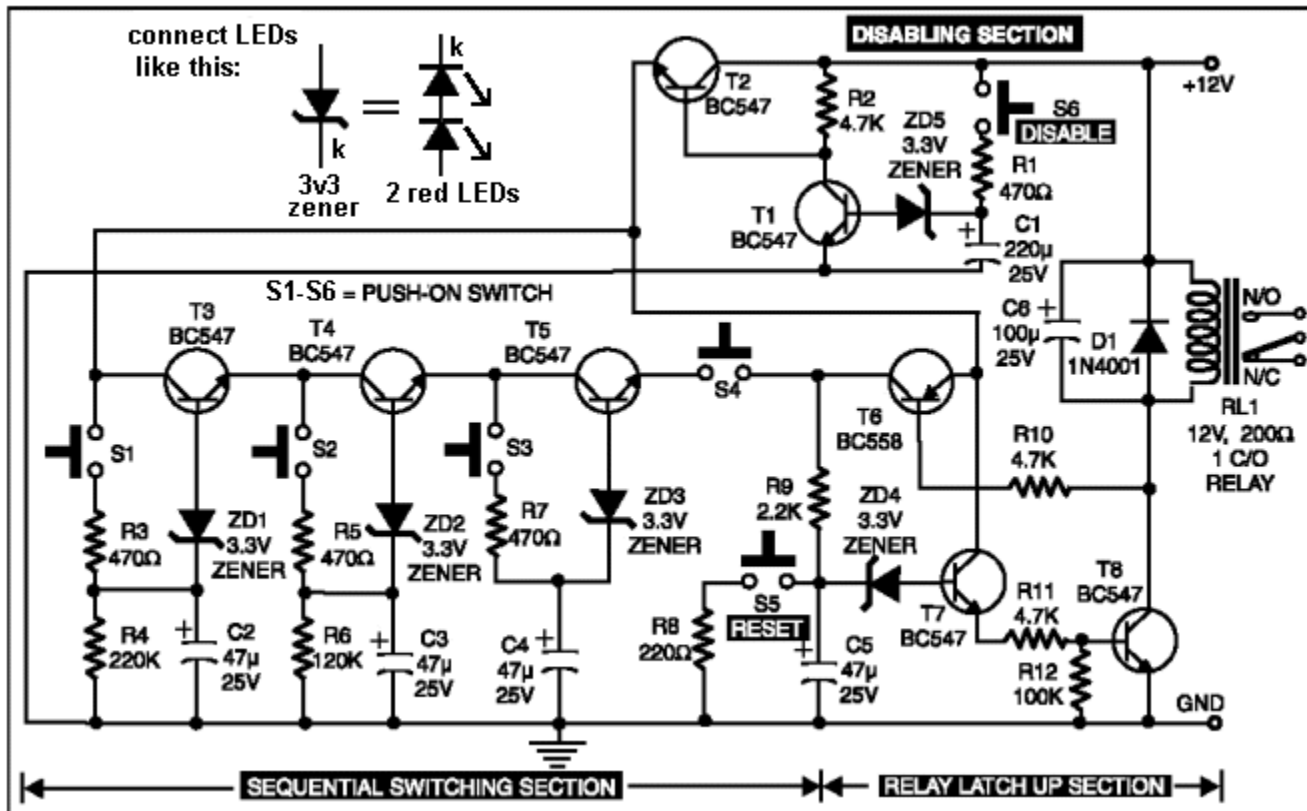 connect LEDs
like this:
k
k
3v3
zener
2 red LEDs
DISABLING SECTION
T2
BC547
R2
4.7K
ZD5
3.3V
ZENER
S6
DISABLE
+12V
R1
470Ω
T1
BC547
+
C1
220µ
25V
S1-S6 = PUSH-ON SWITCH
T3
BC547
T4
BC547
T5
BC547
S4
T6
BC558
C6
+
100µ
25V
D1
1N4001
N/O
N/C
RL1
12V, 200Ω
1 C/O
RELAY
S1
S2
S3
R3
470Ω
ZD1
3.3V
ZENER
R5
470Ω
ZD2
3.3V
ZENER
R7
470Ω
ZD3
3.3V
ZENER
R9
2.2K
ZD4
3.3V
ZENER
R10
4.7K
S5
RESET
R8
220Ω
T7
BC547
R11
4.7K
T8
BC547
R4
220K
+
C2
47µ
25V
R6
120K
+
C3
47µ
25V
C4
+
47µ
25V
+
C5
47µ
25V
R12
100K
GND
SEQUENTIAL SWITCHING SECTION
RELAY LATCH UP SECTION